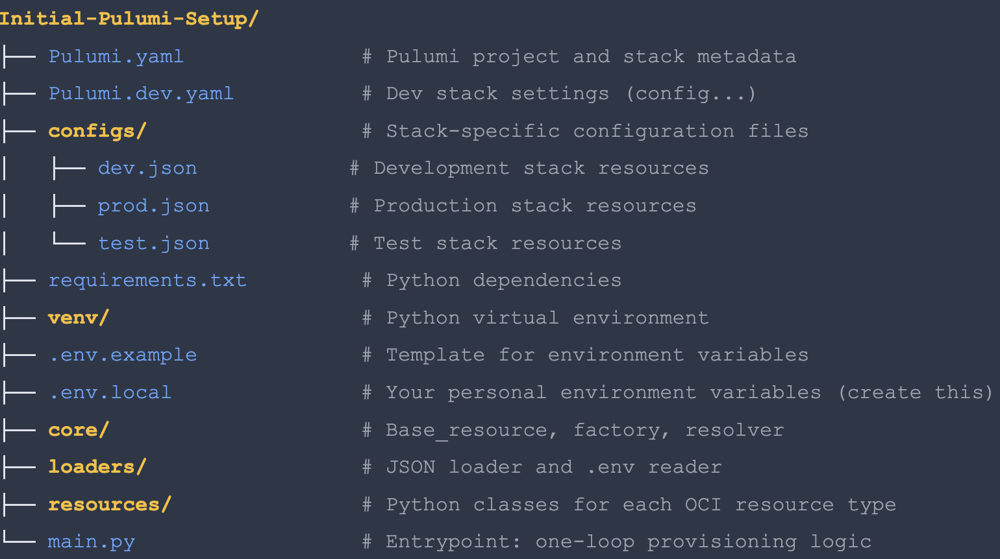 Initial-Pulumi-Setup/
├── Pulumi.yaml # Pulumi project and stack metadata
├── Pulumi.dev.yaml # Dev stack settings (config...)
├── configs/ # Stack-specific configuration files
│   ├── dev.json # Development stack resources
│   ├── prod.json # Production stack resources
│   └── test.json # Test stack resources
├── requirements.txt # Python dependencies
├── venv/ # Python virtual environment
├── .env.example # Template for environment variables
├── .env.local # Your personal environment variables (create this)
├── core/ # Base_resource, factory, resolver
├── loaders/ # JSON loader and .env reader
├── resources/ # Python classes for each OCI resource type
└── main.py # Entrypoint: one-loop provisioning logic